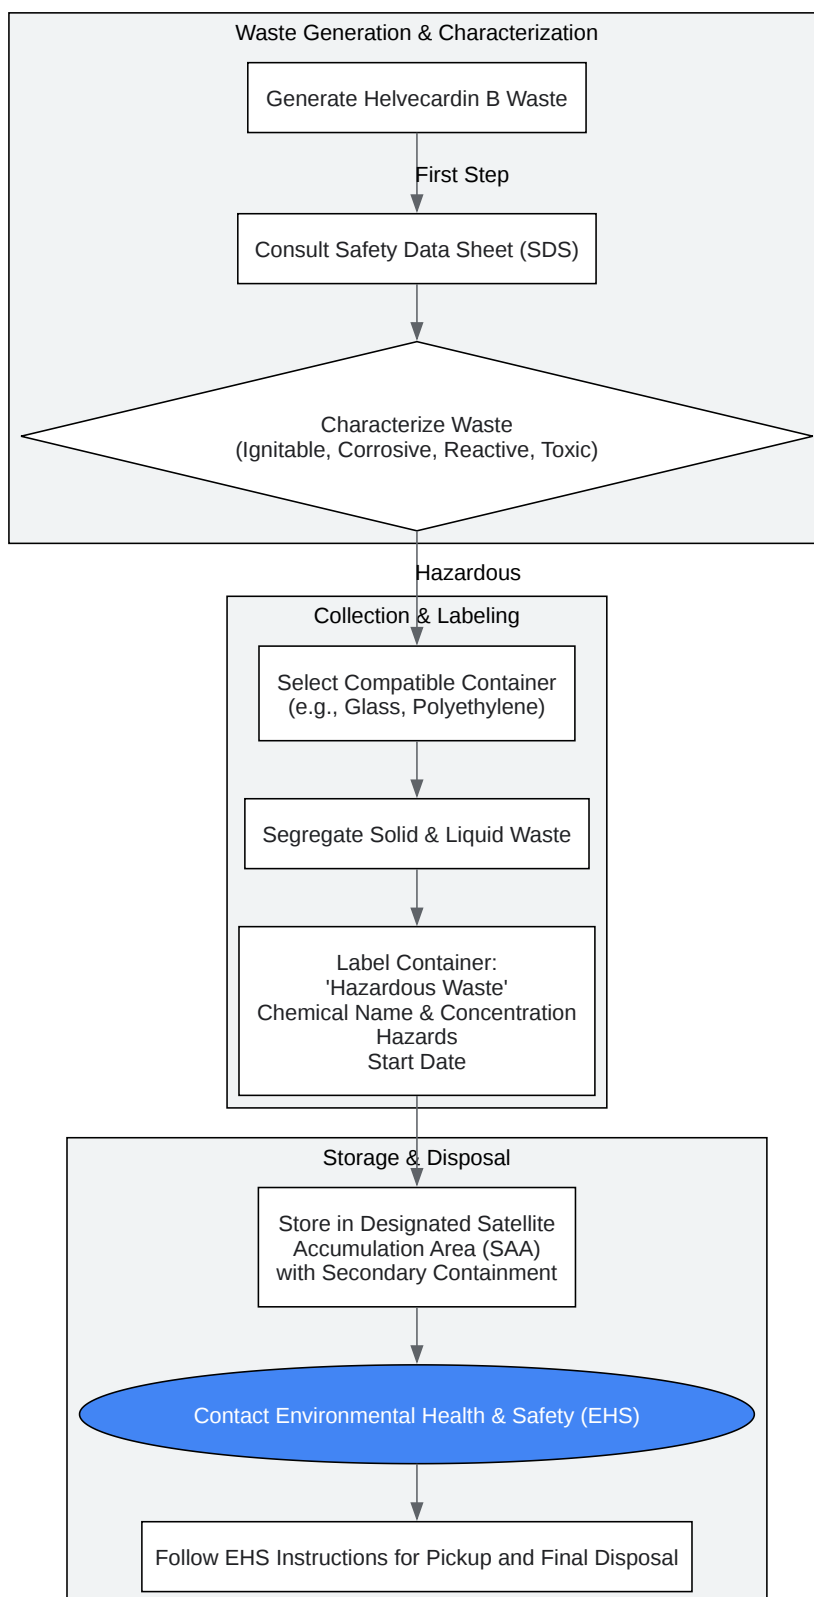 Waste Generation & Characterization
Generate Helvecardin B Waste
First Step
Consult Safety Data Sheet (SDS)
Characterize Waste
(Ignitable, Corrosive, Reactive, Toxic)
Hazardous
Collection & Labeling
Select Compatible Container
(e.g., Glass, Polyethylene)
Segregate Solid & Liquid Waste
Label Container:
'Hazardous Waste'
Chemical Name & Concentration
Hazards
Start Date
Storage & Disposal
Store in Designated Satellite
Accumulation Area (SAA)
with Secondary Containment
Contact Environmental Health & Safety (EHS)
Follow EHS Instructions for Pickup and Final Disposal